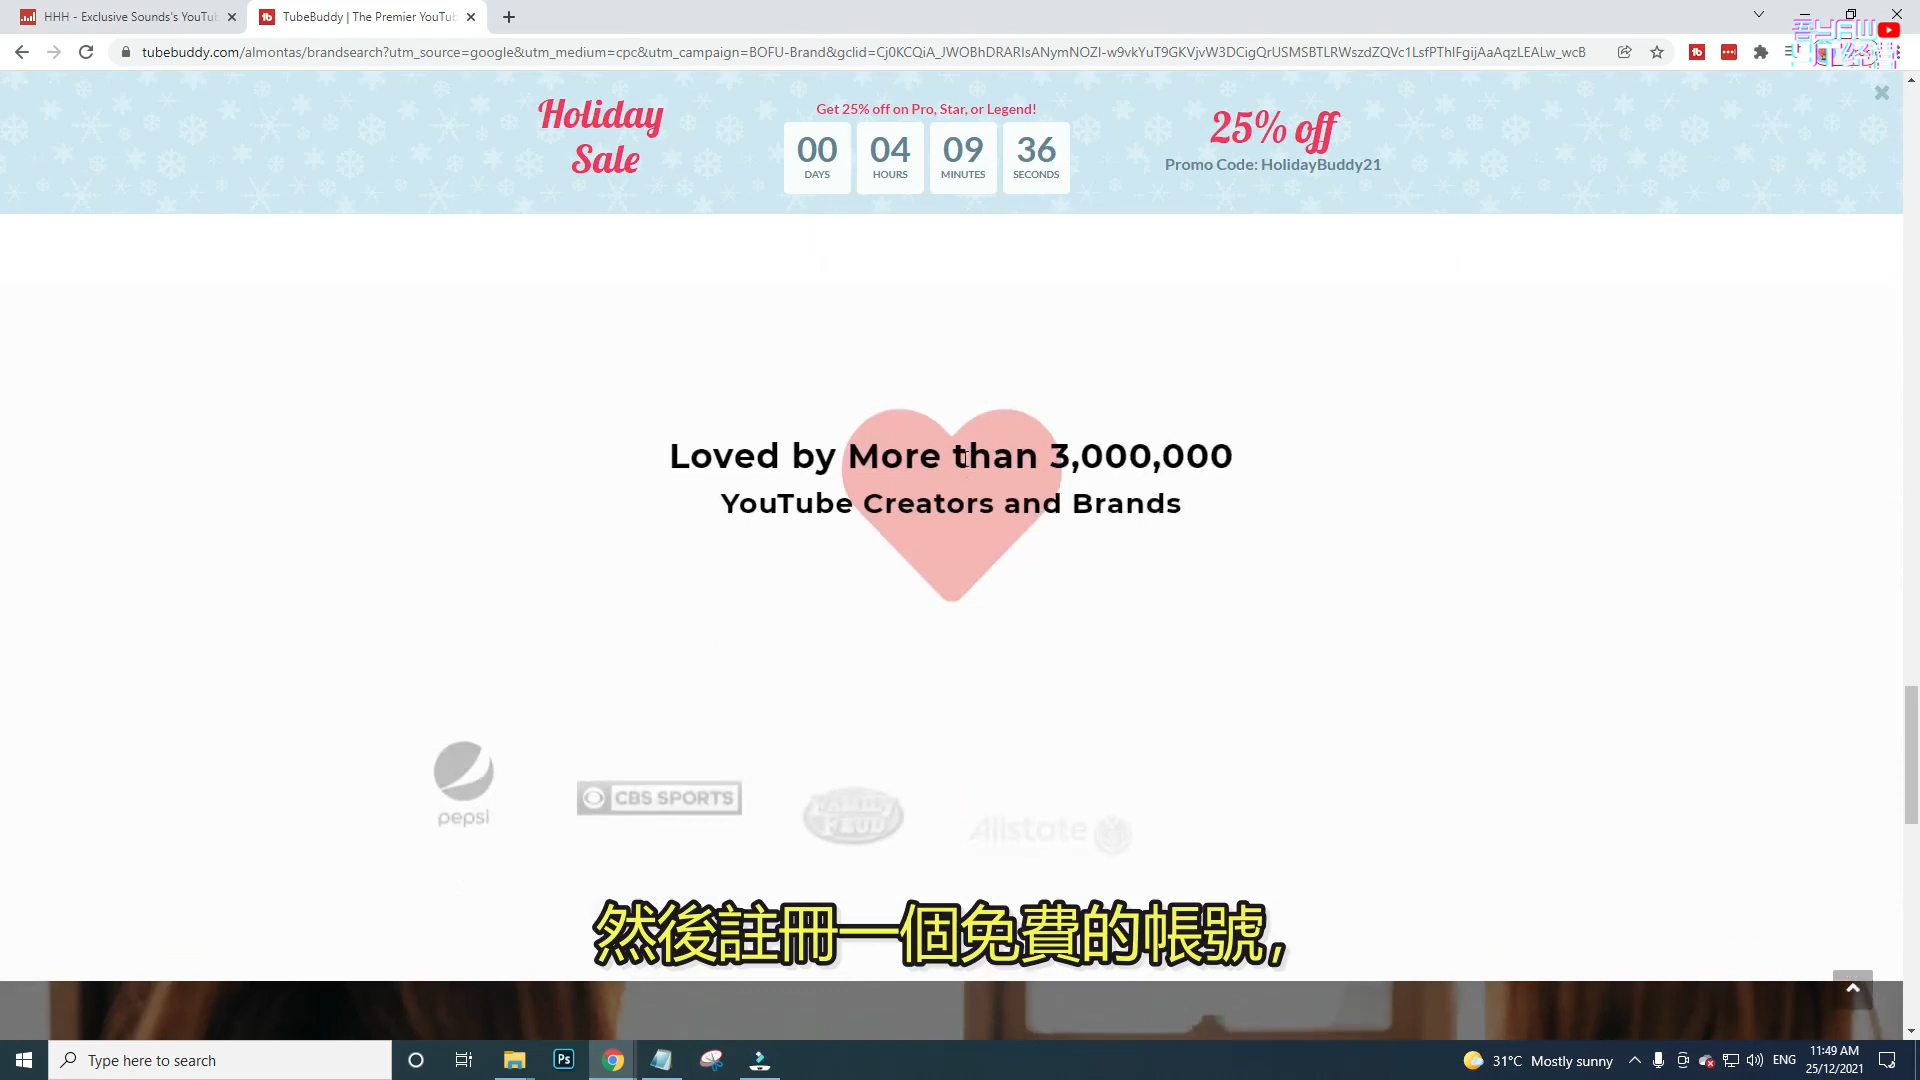 HHH - Exclusive Sounds's YouTu
TubeBuddy | The Premier YouTub
tubebuddy.com/almontas/brandsearch?utm_source=google&utm_medium=cpc&utm_campaign=BOFU-Brand&gclid=Cj0KCQiA_JWOBhDRARIsANymNOZI-w9vkYuT9GKVjvW3DCigQrUSMSBTLRWszdZQVc1LsfPThIFgijAaAqzLEALw_wcB
Holiday
Sale
Get 25% off on Pro, Star, or Legend!
00 04 09 36
DAYS HOURS MINUTES SECONDS
25% off
Promo Code: HolidayBuddy21
Loved by More than 3,000,000
YouTube Creators and Brands
pepsi
CBS SPORTS
FAMILY
FEUD
Allstate
然後註冊一個免費的帳號,
Type here to search
Ps
31°C Mostly sunny
ENG
11:49 AM
25/12/2021